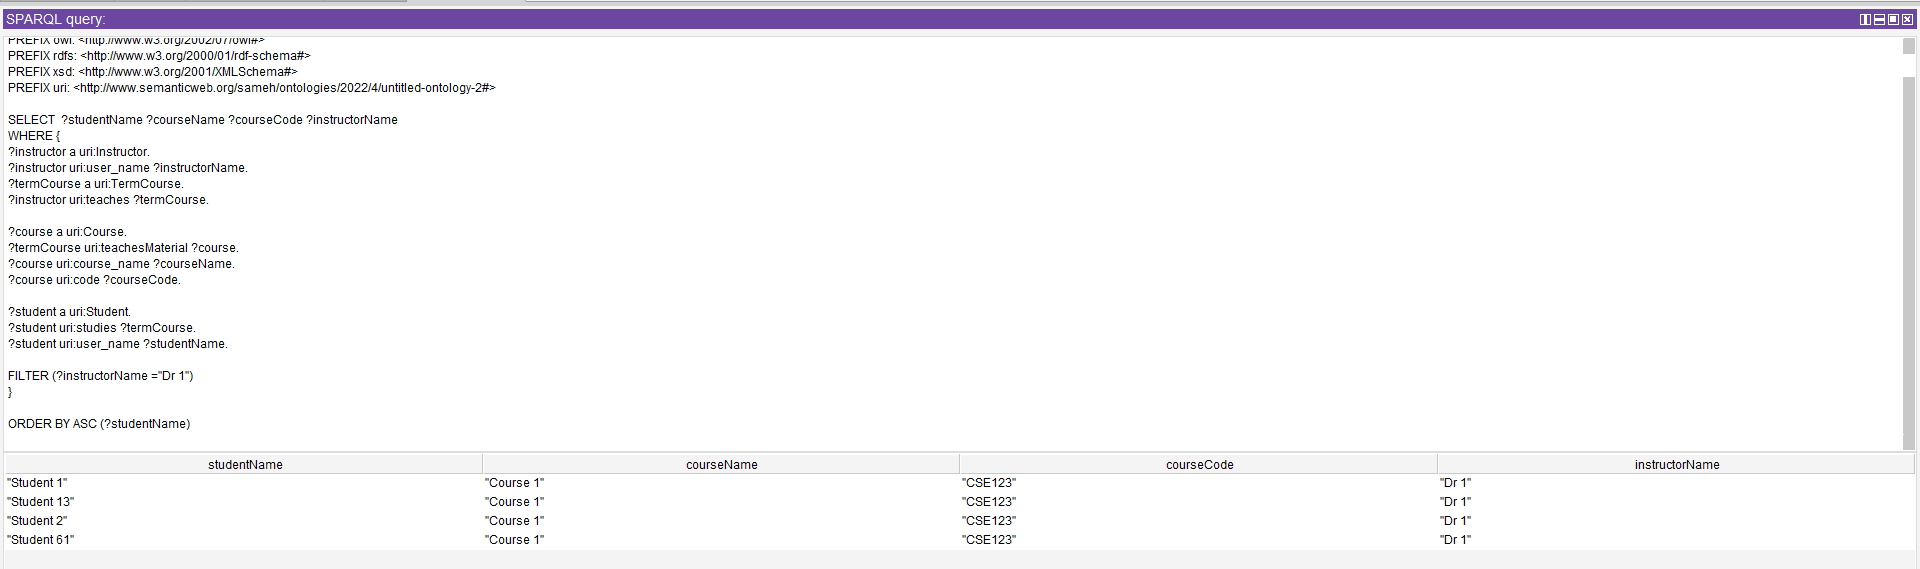 SPARQL query:
PREFIX owl: <http://www.w3.org/2002/07/owl#>
PREFIX rdfs: <http://www.w3.org/2000/01/rdf-schema#>
PREFIX xsd: <http://www.w3.org/2001/XMLSchema#>
PREFIX uri: <http://www.semanticweb.org/sameh/ontologies/2022/4/untitled-ontology-2#>
SELECT  ?studentName ?courseName ?courseCode ?instructorName
WHERE {
?instructor a uri:Instructor.
?instructor uri:user_name ?instructorName.
?termCourse a uri:TermCourse.
?instructor uri:teaches ?termCourse.
?course a uri:Course.
?termCourse uri:teachesMaterial ?course.
?course uri:course_name ?courseName.
?course uri:code ?courseCode.
?student a uri:Student.
?student uri:studies ?termCourse.
?student uri:user_name ?studentName.
FILTER (?instructorName ="Dr 1")
}
ORDER BY ASC (?studentName)
studentName courseName courseCode instructorName
"Student 1" "Course 1" "CSE123" "Dr 1"
"Student 13" "Course 1" "CSE123" "Dr 1"
"Student 2" "Course 1" "CSE123" "Dr 1"
"Student 61" "Course 1" "CSE123" "Dr 1"